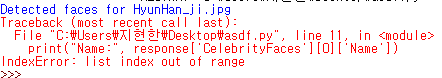 Detected faces for HyunHan_ji.jpg
Traceback (most recent call last):
  File "C:\Users\지현한\Desktop\asdf.py", line 11, in <module>
    print("Name:", response['CelebrityFaces'][0]['Name'])
IndexError: list index out of range
>>>